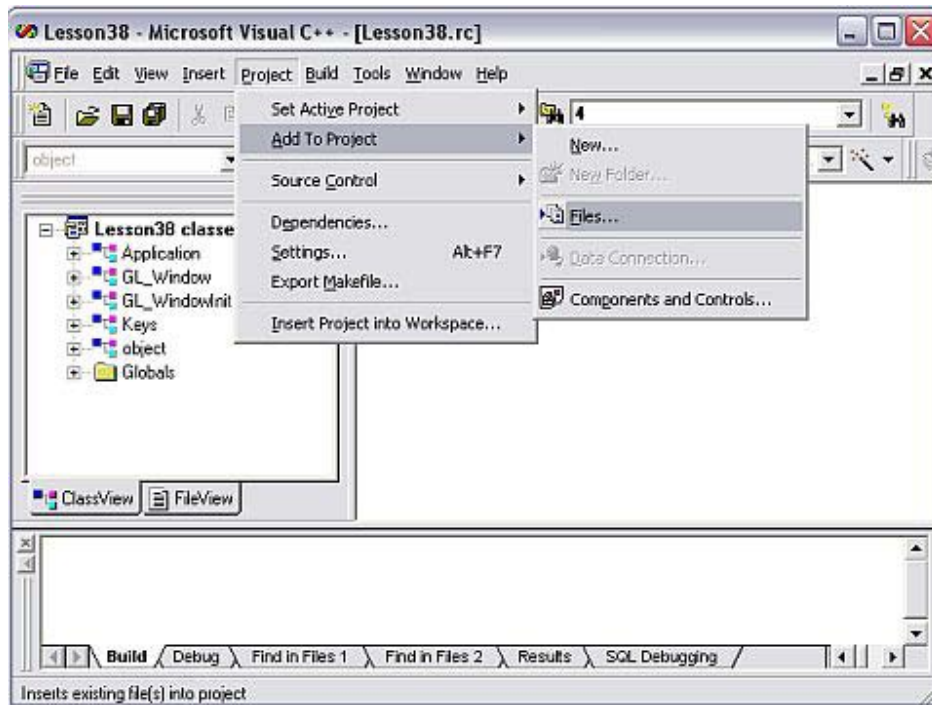 Lesson38 - Microsoft Visual C++ - [Lesson38.rc]
File Edit View Insert Project Build Tools Window Help
4
object
Set Active Project
Add To Project
Source Control
Dependencies...
Settings... Alt+F7
Export Makefile...
Insert Project into Workspace...
New...
New Folder...
Files...
Data Connection...
Components and Controls...
Lesson38 classe
Application
GL_Window
GL_WindowInit
Keys
object
Globals
ClassView FileView
Build Debug Find in Files 1 Find in Files 2 Results SQL Debugging
Inserts existing file(s) into project